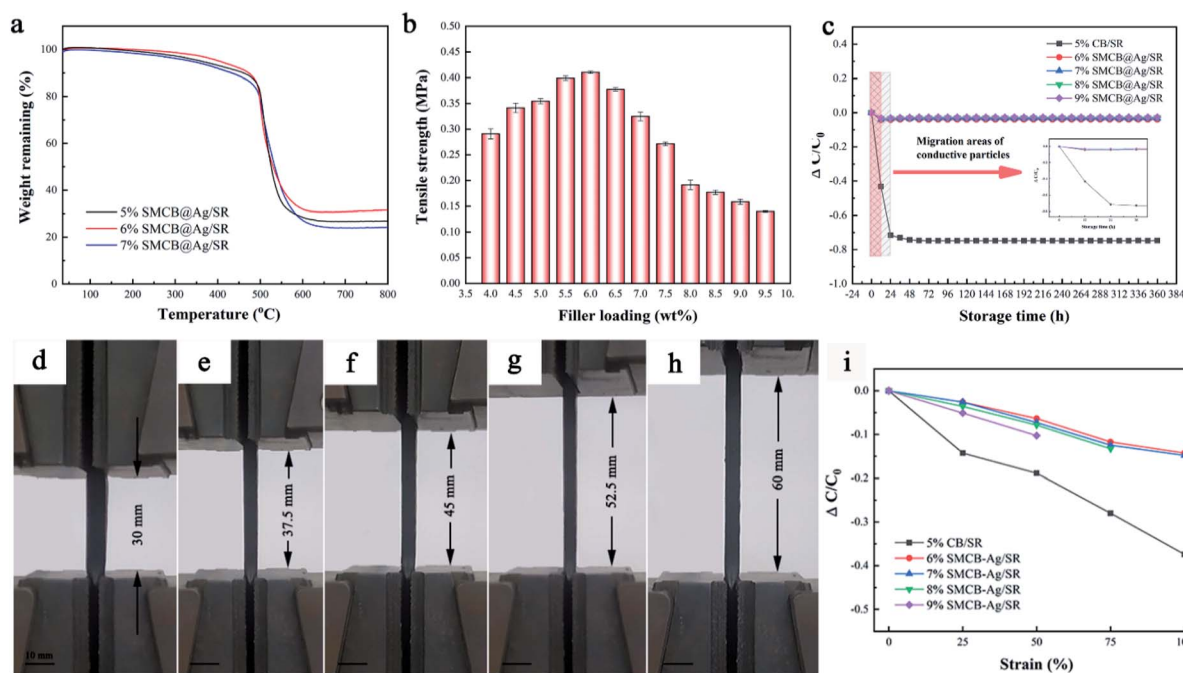 a
Weight remaining (%)
100
80
60
40
20
0
5% SMCB@Ag/SR
6% SMCB@Ag/SR
7% SMCB@Ag/SR
100 200 300 400 500 600 700 800
Temperature (°C)
b
Tensile strength (MPa)
0.50
0.45
0.40
0.35
0.30
0.25
0.20
0.15
0.10
0.05
0.00
3.5 4.0 4.5 5.0 5.5 6.0 6.5 7.0 7.5 8.0 8.5 9.0 9.5 10.
Filler loading (wt%)
c
Δ C/C0
0.4
0.2
0.0
-0.2
-0.4
-0.6
-0.8
-1.0
5% CB/SR
6% SMCB@Ag/SR
7% SMCB@Ag/SR
8% SMCB@Ag/SR
9% SMCB@Ag/SR
Migration areas of
conductive particles
Δ C/C0
Storage time (h)
-24 0 24 48 72 96 120 144 168 192 216 240 264 288 312 336 360 384
Storage time (h)
d
30 mm
10 mm
e
37.5 mm
f
45 mm
g
52.5 mm
h
60 mm
i
Δ C/C0
0.0
-0.1
-0.2
-0.3
-0.4
-0.5
5% CB/SR
6% SMCB-Ag/SR
7% SMCB-Ag/SR
8% SMCB-Ag/SR
9% SMCB-Ag/SR
0 25 50 75 10
Strain (%)